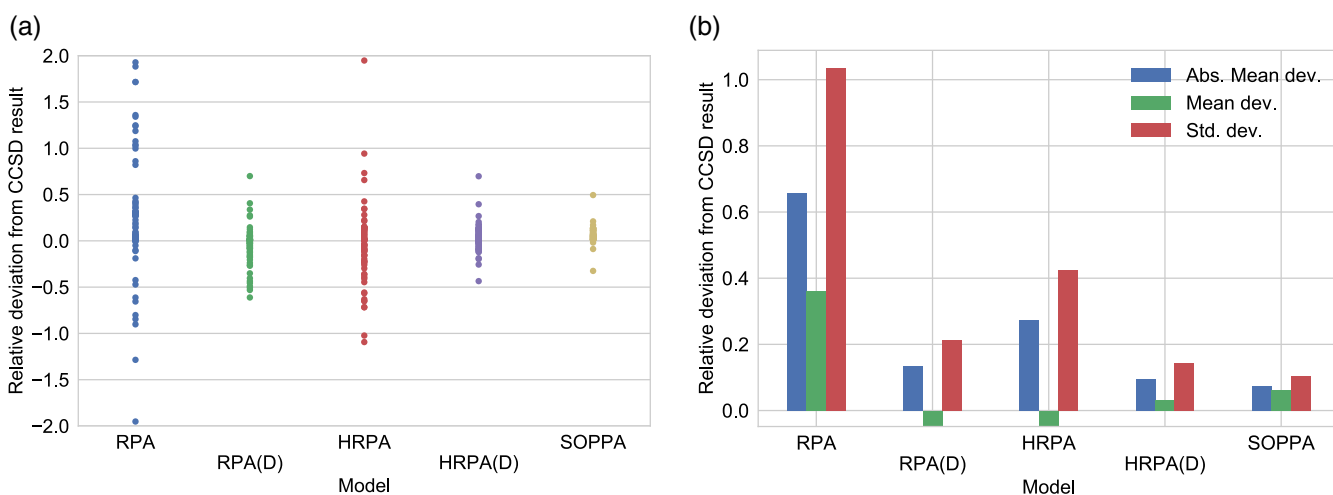 (a)
Relative deviation from CCSD result
2.0
1.5
1.0
0.5
0.0
−0.5
−1.0
−1.5
−2.0
RPA
RPA(D)
HRPA
HRPA(D)
SOPPA
Model
(b)
Relative deviation from CCSD result
1.0
0.8
0.6
0.4
0.2
0.0
Abs. Mean dev.
Mean dev.
Std. dev.
RPA
RPA(D)
HRPA
HRPA(D)
SOPPA
Model